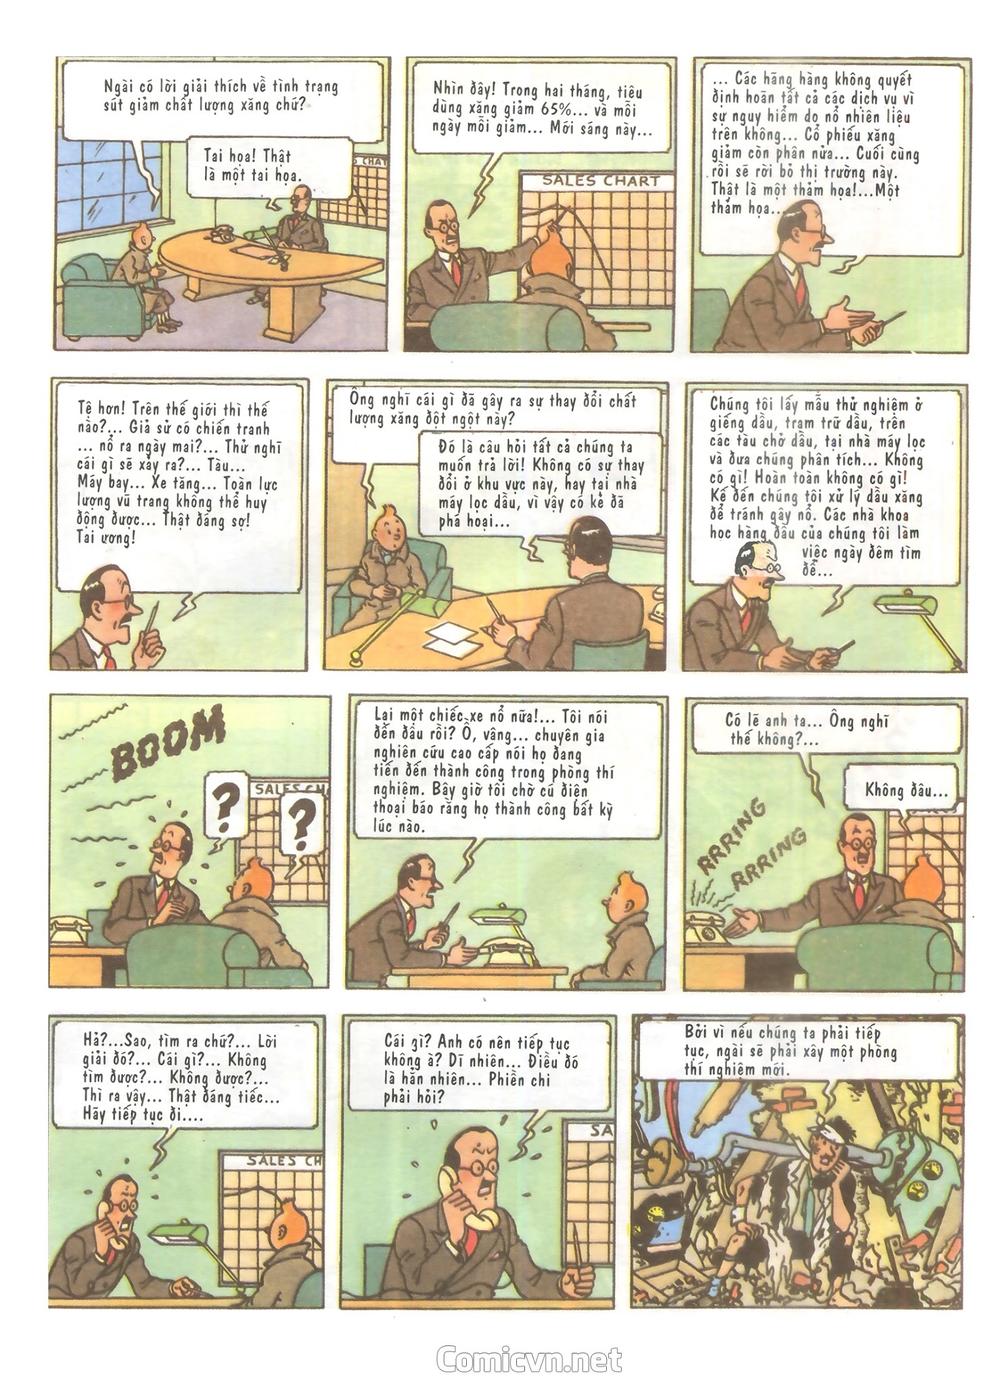 Ngài có lời giải thích về tình trạng
sút giảm chất lượng xăng chứ?
Tai họa! Thật
là một tai họa.
S CHAT
Nhìn đây! Trong hai tháng, tiêu
dùng xăng giảm 65%... và mỗi
ngày mỗi giảm... Mới sáng này...
SALES CHART
... Các hãng hàng không quyết
định hoãn tất cả các dịch vụ vì
sự nguy hiểm do nổ nhiên liệu
trên không... Cổ phiếu xăng
giảm còn phân nửa... Cuối cùng
rồi sẽ rời bỏ thị trường này.
Thật là một thảm họa!...Một
thảm họa...
Tệ hơn! Trên thế giới thì thế
nào?... Giả sử có chiến tranh
... nổ ra ngày mai?... Thử nghĩ
cái gì sẽ xảy ra?... Tàu...
Máy bay... Xe tăng... Toàn lực
lượng vũ trang không thể huy
động được... Thật đáng sợ!
Tai ương!
Ông nghĩ cái gì đã gây ra sự thay đổi chất
lượng xăng đột ngột này?
Đó là câu hỏi tất cả chúng ta
muốn trả lời! Không có sự thay
đổi ở khu vực này, hay tại nhà
máy lọc dầu, vì vậy có kẻ đã
phá hoại...
Chúng tôi lấy mẫu thử nghiệm ở
giếng dầu, trạm trữ dầu, trên
các tàu chở dầu, tại nhà máy lọc
và đưa chúng phân tích... Không
có gì! Hoàn toàn không có gì!
Kế đến chúng tôi xử lý dầu xăng
để tránh gây nổ. Các nhà khoa
học hàng đầu của chúng tôi làm
việc ngày đêm tìm
đề...
BOOM
?
SALES CH
?
Lại một chiếc xe nổ nữa!... Tôi nói
đến đâu rồi? Ồ, vâng... chuyên gia
nghiên cứu cao cấp nói họ đang
tiến đến thành công trong phòng thí
nghiệm. Bây giờ tôi chờ cú điện
thoại báo rằng họ thành công bất kỳ
lúc nào.
Có lẽ anh ta... Ông nghĩ
thế không?...
Không đâu...
RRRING
RRRING
Hả?...Sao, tìm ra chứ?... Lời
giải đó?... Cái gì?... Không
tìm được?... Không được?...
Thì ra vậy... Thật đáng tiếc...
Hãy tiếp tục đi....
SALES CH
Cái gì? Anh có nên tiếp tục
không à? Dĩ nhiên... Điều đó
là hẳn nhiên... Phiền chi
phải hỏi?
SA
Bởi vì nếu chúng ta phải tiếp
tục, ngài sẽ phải xây một phòng
thí nghiệm mới.
Comicvn.net